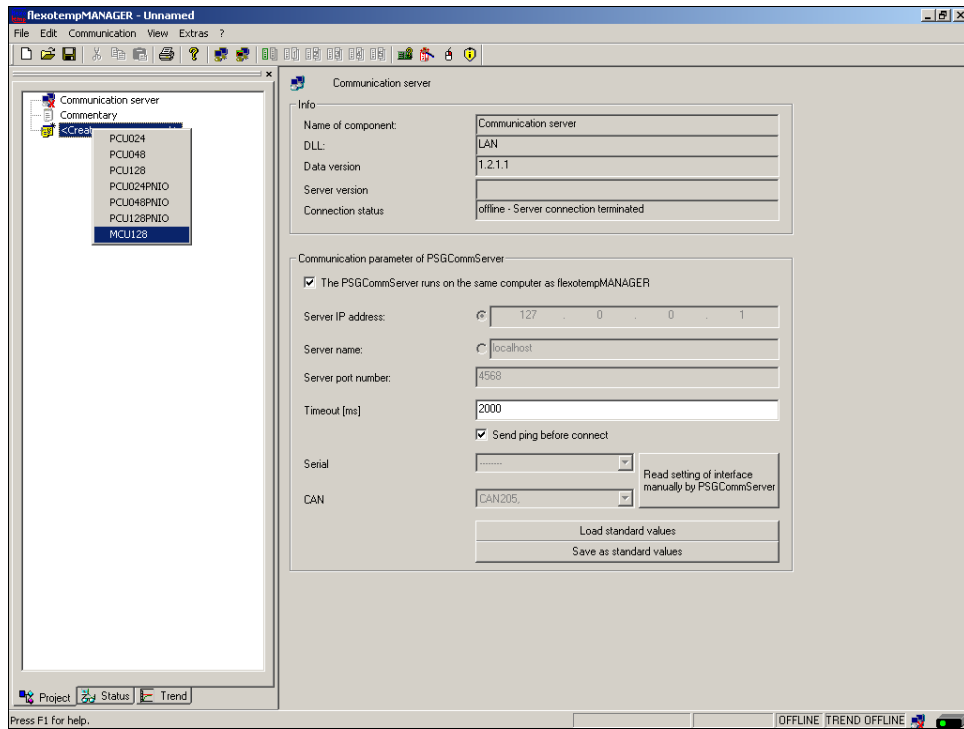 flexotempMANAGER - Unnamed
File Edit Communication View Extras ?
Communication server
Commentary
<Crea
PCU024
PCU048
PCU128
PCU024PNIO
PCU048PNIO
PCU128PNIO
MCU128
Communication server
Info
Name of component: Communication server
DLL: LAN
Data version 1.2.1.1
Server version
Connection status offline - Server connection terminated
Communication parameter of PSGCommServer
The PSGCommServer runs on the same computer as flexotempMANAGER
Server IP address: 127 . 0 . 0 . 1
Server name: localhost
Server port number: 4568
Timeout [ms] 2000
Send ping before connect
Serial -------
Read setting of interface
manually by PSGCommServer
CAN CAN205,
Load standard values
Save as standard values
Project Status Trend
Press F1 for help. OFFLINE TREND OFFLINE